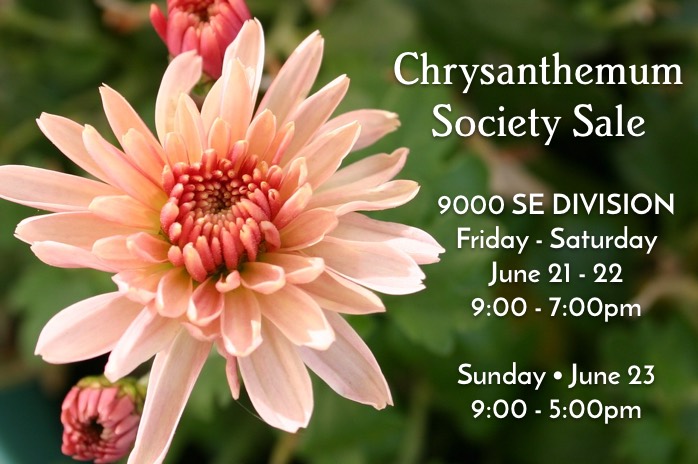 Chrysanthemum
Society Sale
9000 SE DIVISION
Friday - Saturday
June 21 - 22
9:00 - 7:00pm
Sunday • June 23
9:00 - 5:00pm